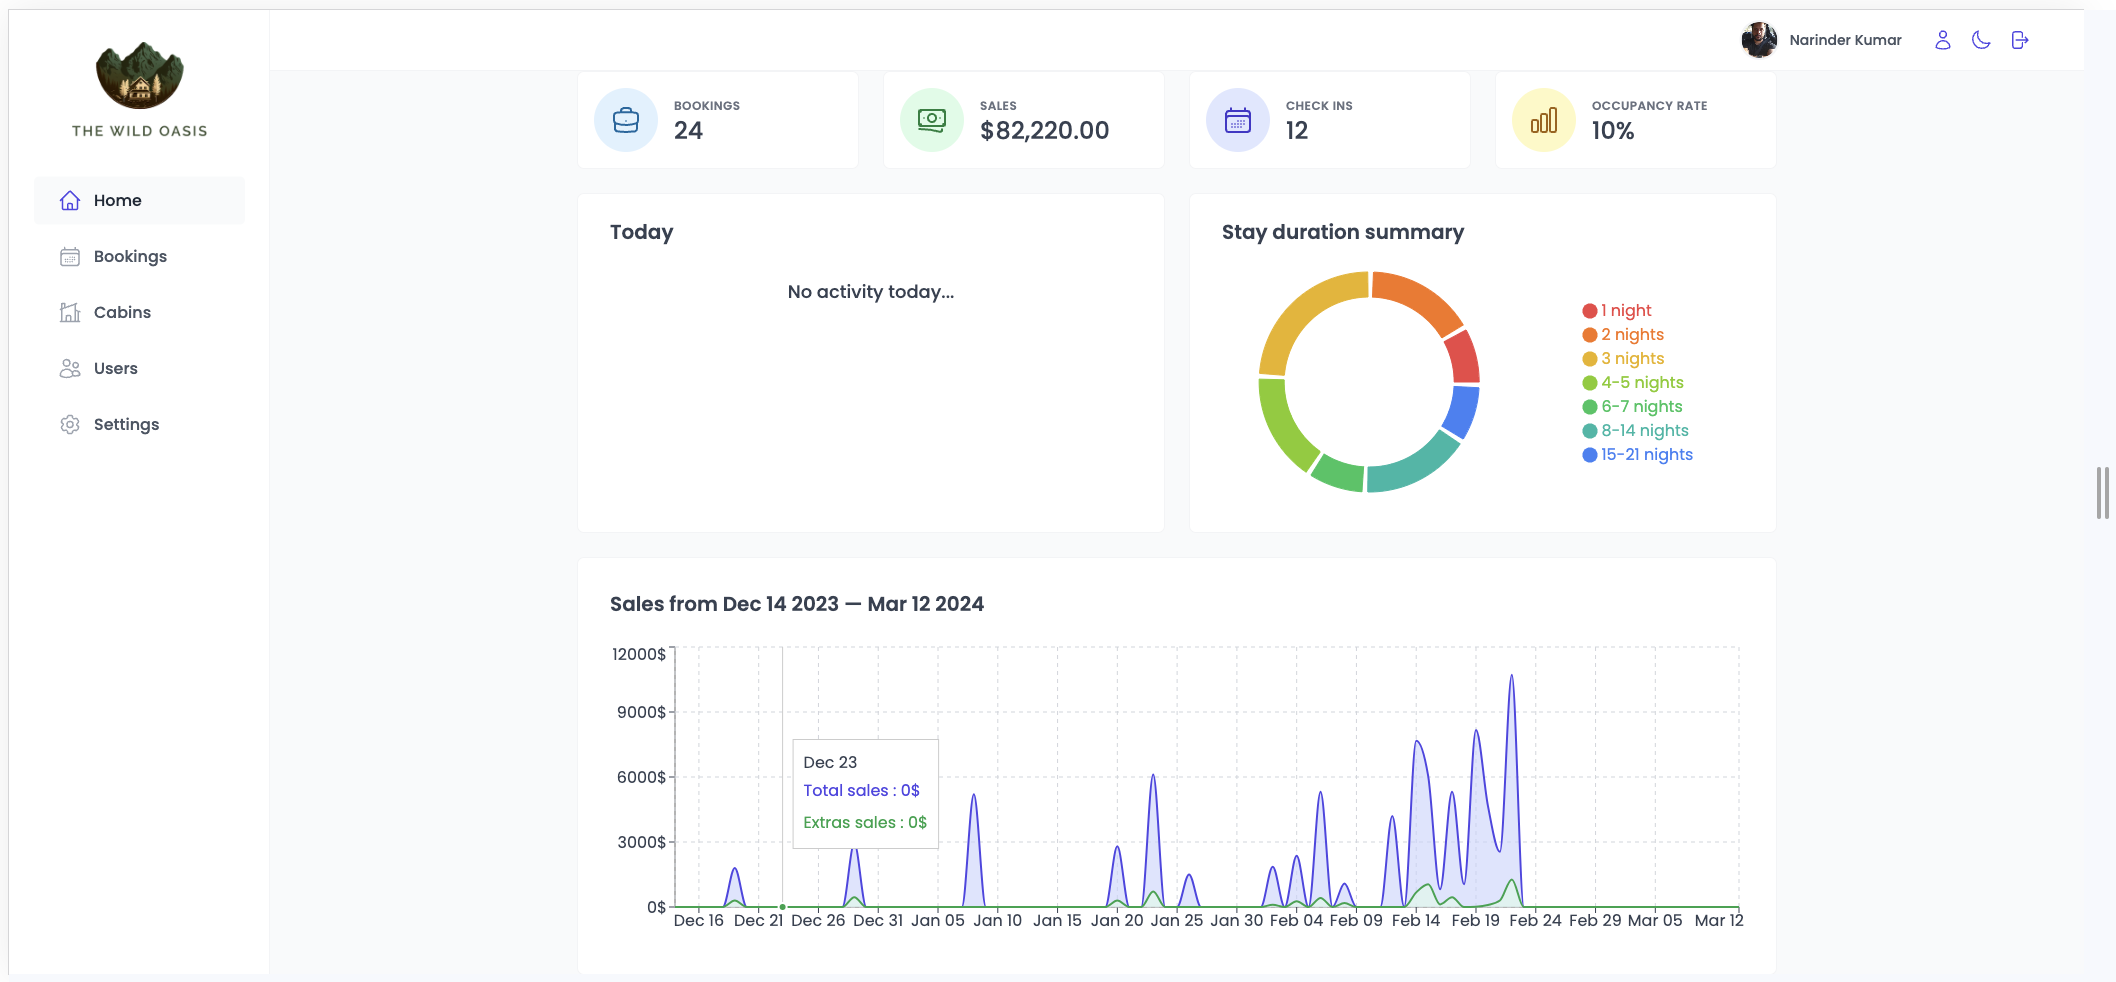 THE WILD OASIS
Narinder Kumar
Home
Bookings
Cabins
Users
Settings
BOOKINGS
24
SALES
$82,220.00
CHECK INS
12
OCCUPANCY RATE
10%
Today
No activity today...
Stay duration summary
1 night
2 nights
3 nights
4-5 nights
6-7 nights
8-14 nights
15-21 nights
Sales from Dec 14 2023 — Mar 12 2024
12000$
9000$
6000$
3000$
0$
Dec 23
Total sales : 0$
Extras sales : 0$
Dec 16 Dec 21 Dec 26 Dec 31 Jan 05 Jan 10 Jan 15 Jan 20 Jan 25 Jan 30 Feb 04 Feb 09 Feb 14 Feb 19 Feb 24 Feb 29 Mar 05 Mar 12